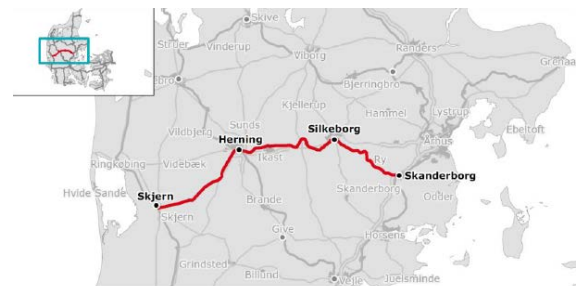 Skive
Struer
Vinderup
Viborg
Randers
Grenaa
Bjerringbro
Kjellerup
Hammel
Lystrup
Ebeltoft
Vildbjerg
Sunds
Silkeborg
Herning
Århus
Ikast
Ry
Ringkøbing
Videbæk
Skanderborg
Hvide Sande
Skjern
Skanderborg
Odder
Skjern
Brande
Give
Horsens
Grindsted
Billund
Vejle
Juelsminde